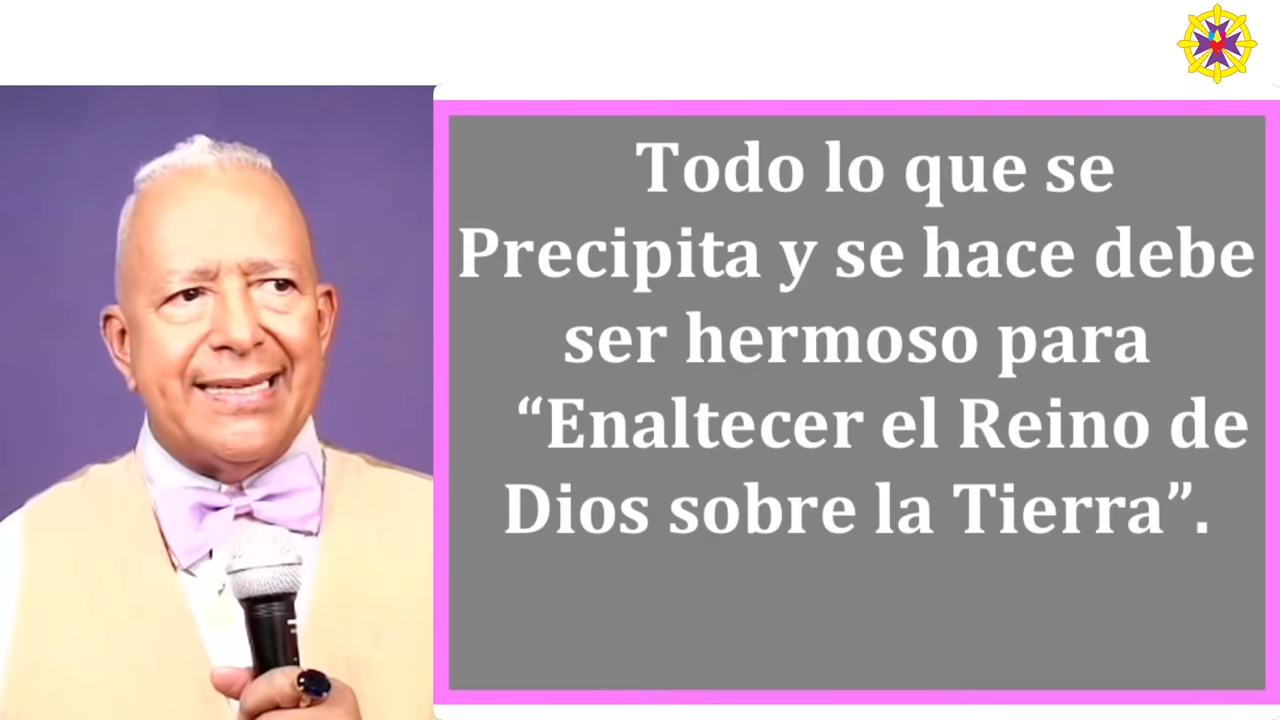 Todo lo que se
Precipita y se hace debe
ser hermoso para
“Enaltecer el Reino de
Dios sobre la Tierra”.